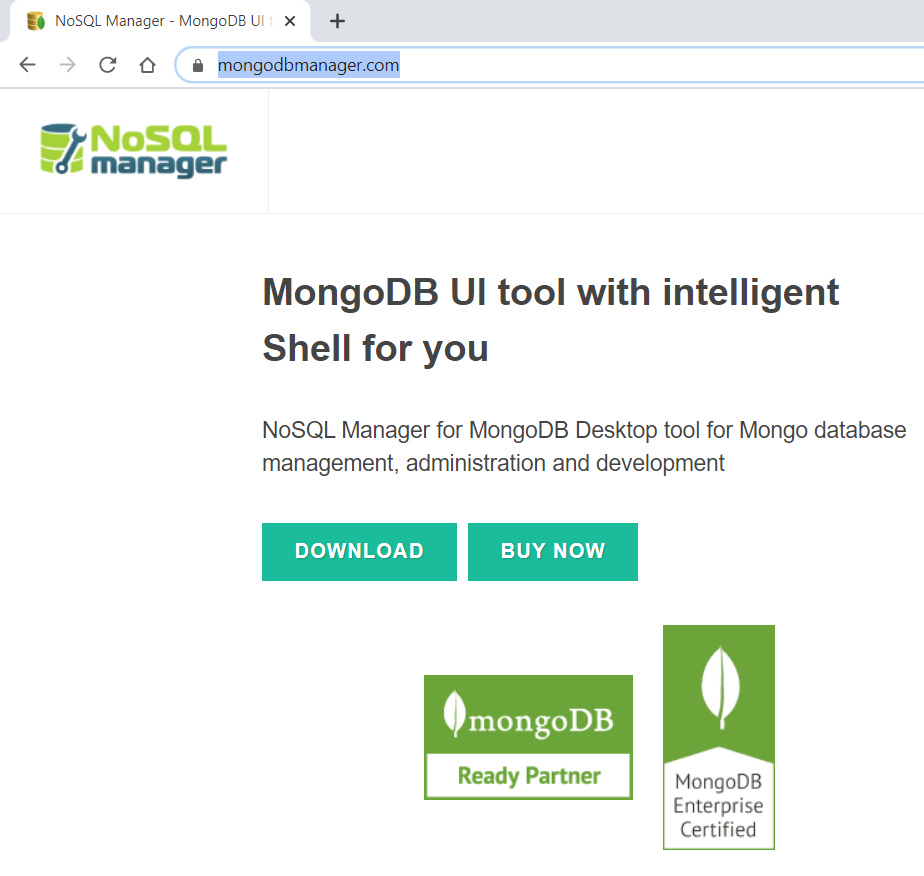 NoSQL Manager - MongoDB UI
mongodbmanager.com
NoSQL
manager
MongoDB UI tool with intelligent
Shell for you
NoSQL Manager for MongoDB Desktop tool for Mongo database
management, administration and development
DOWNLOAD BUY NOW
mongoDB
Ready Partner
MongoDB
Enterprise
Certified